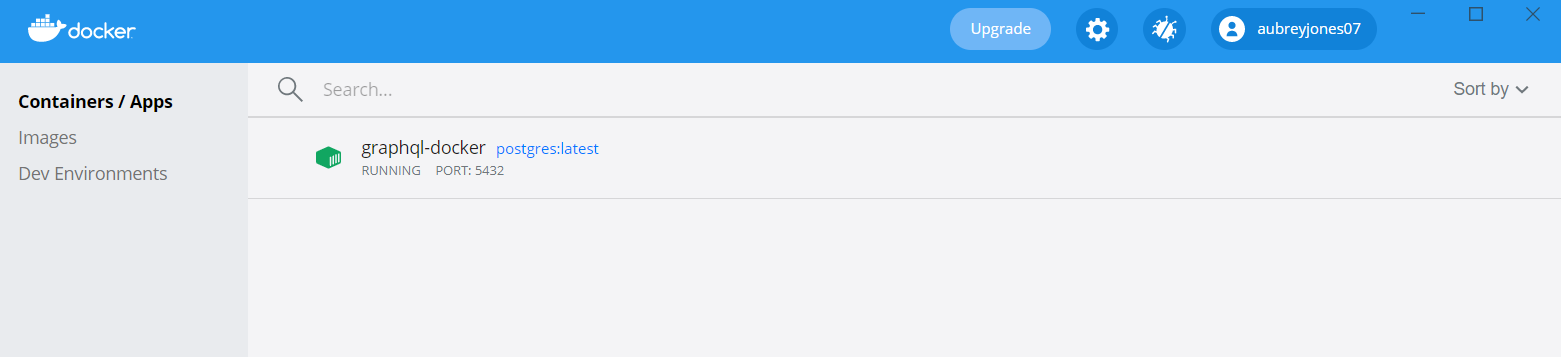 docker
Upgrade
aubreyjones07
Containers / Apps
Images
Dev Environments
Search...
Sort by
graphql-docker postgres:latest
RUNNING PORT: 5432